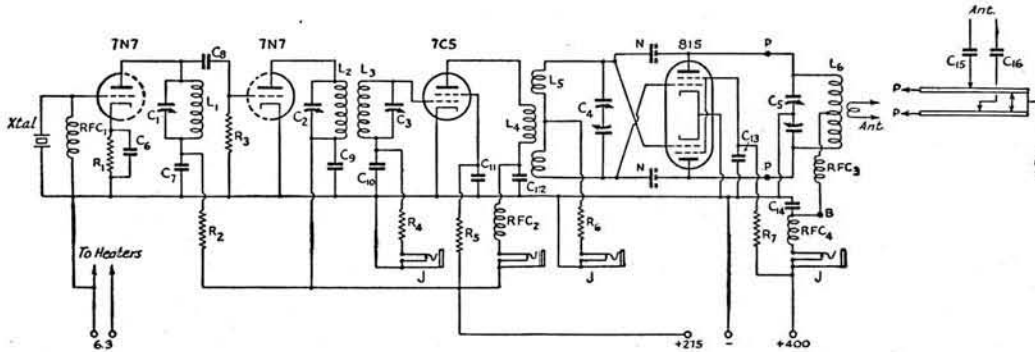 Ant.
7N7
7N7
7C5
N
815
P
L6
C8
L2
L3
L5
C15
C16
Xtal
C1
L1
C2
C3
L4
C4
C5
P
P
RFC1
R1
C6
R3
C13
Ant.
C7
C9
C10
C11
C12
N
P
RFC3
R2
R4
R5
RFC2
R6
C14
B
R7
RFC4
To Heaters
J
J
J
6.3
+275
-
+400